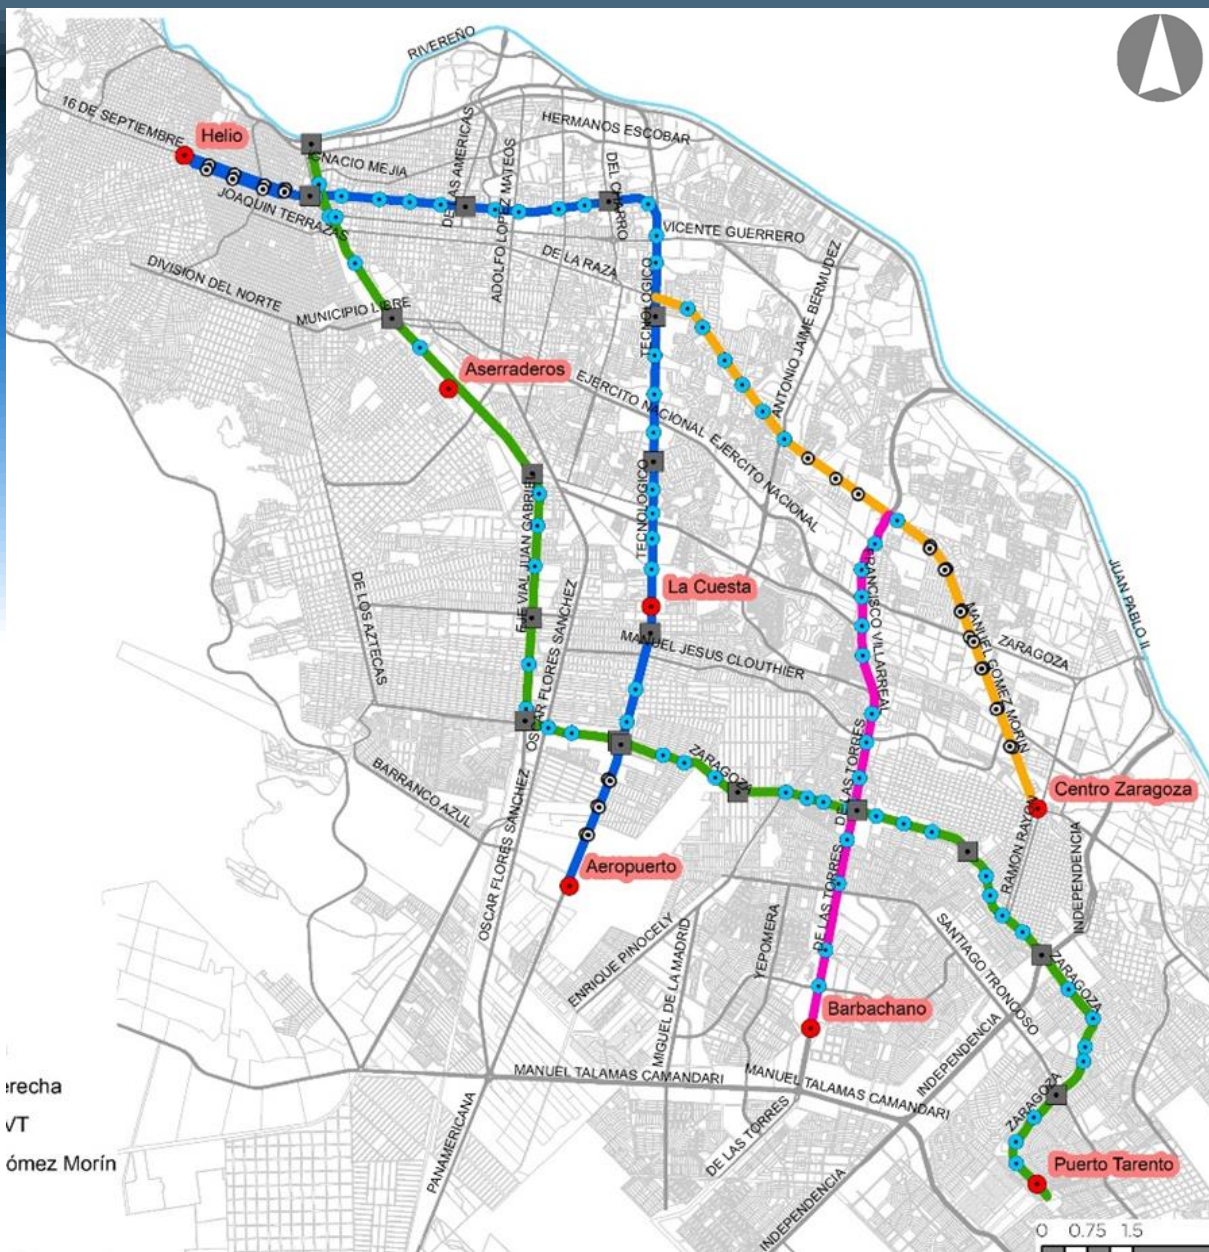 RIVEREÑO
16 DE SEPTIEMBRE
Helio
HERMANOS ESCOBAR
IGNACIO MEJIA
DE LAS AMERICAS
ADOLFO LOPEZ MATEOS
DEL CHARRO
JOAQUIN TERRAZAS
VICENTE GUERRERO
DE LA RAZA
DIVISION DEL NORTE
MUNICIPIO LIBRE
TECNOLOGICO
ANTONIO JAIME BERMUDEZ
Aserraderos
EJERCITO NACIONAL
EJERCITO NACIONAL
TECNOLOGICO
EJE VIAL JUAN GABRIEL
OSCAR FLORES SANCHEZ
DE LOS AZTECAS
La Cuesta
FRANCISCO VILLARREAL
JUAN PABLO II
MANUEL GOMEZ MORIN
ZARAGOZA
MANUEL JESUS CLOUTHIER
OSCAR FLORES SANCHEZ
BARRANCO AZUL
ZARAGOZA
DE LAS TORRES
Centro Zaragoza
RAMON RAYON
INDEPENDENCIA
Aeropuerto
DE LAS TORRES
ENRIQUE PINOCELY
MIGUEL DE LA MADRID
YEPOMERA
SANTIAGO TRONCOSO
ZARAGOZA
Barbachano
INDEPENDENCIA
MANUEL TALAMAS CAMANDARI
MANUEL TALAMAS CAMANDARI
ZARAGOZA
DE LAS TORRES
PANAMERICANA
INDEPENDENCIA
Puerto Tarento
erecha
VT
ómez Morín
0 0.75 1.5